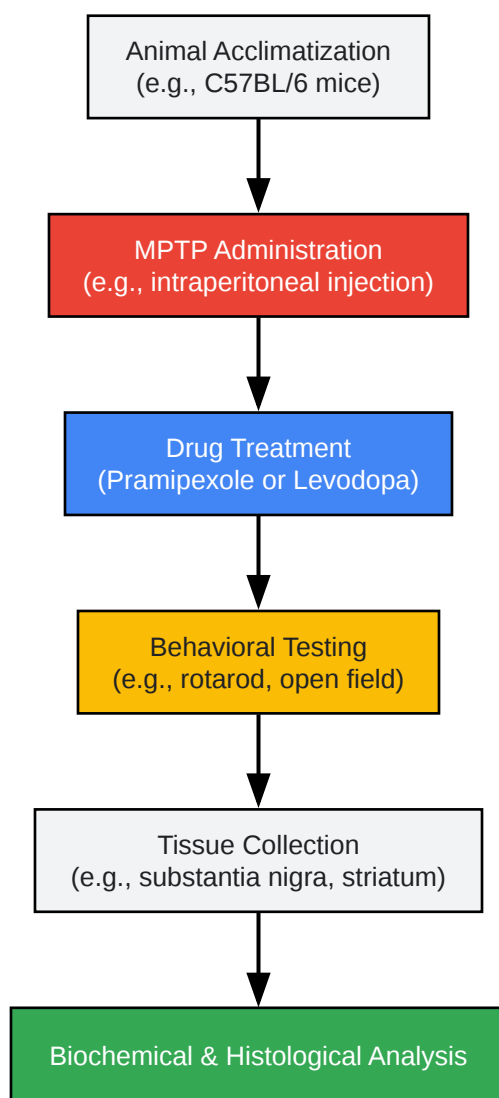 Animal Acclimatization
(e.g., C57BL/6 mice)
MPTP Administration
(e.g., intraperitoneal injection)
Drug Treatment
(Pramipexole or Levodopa)
Behavioral Testing
(e.g., rotarod, open field)
Tissue Collection
(e.g., substantia nigra, striatum)
Biochemical & Histological Analysis